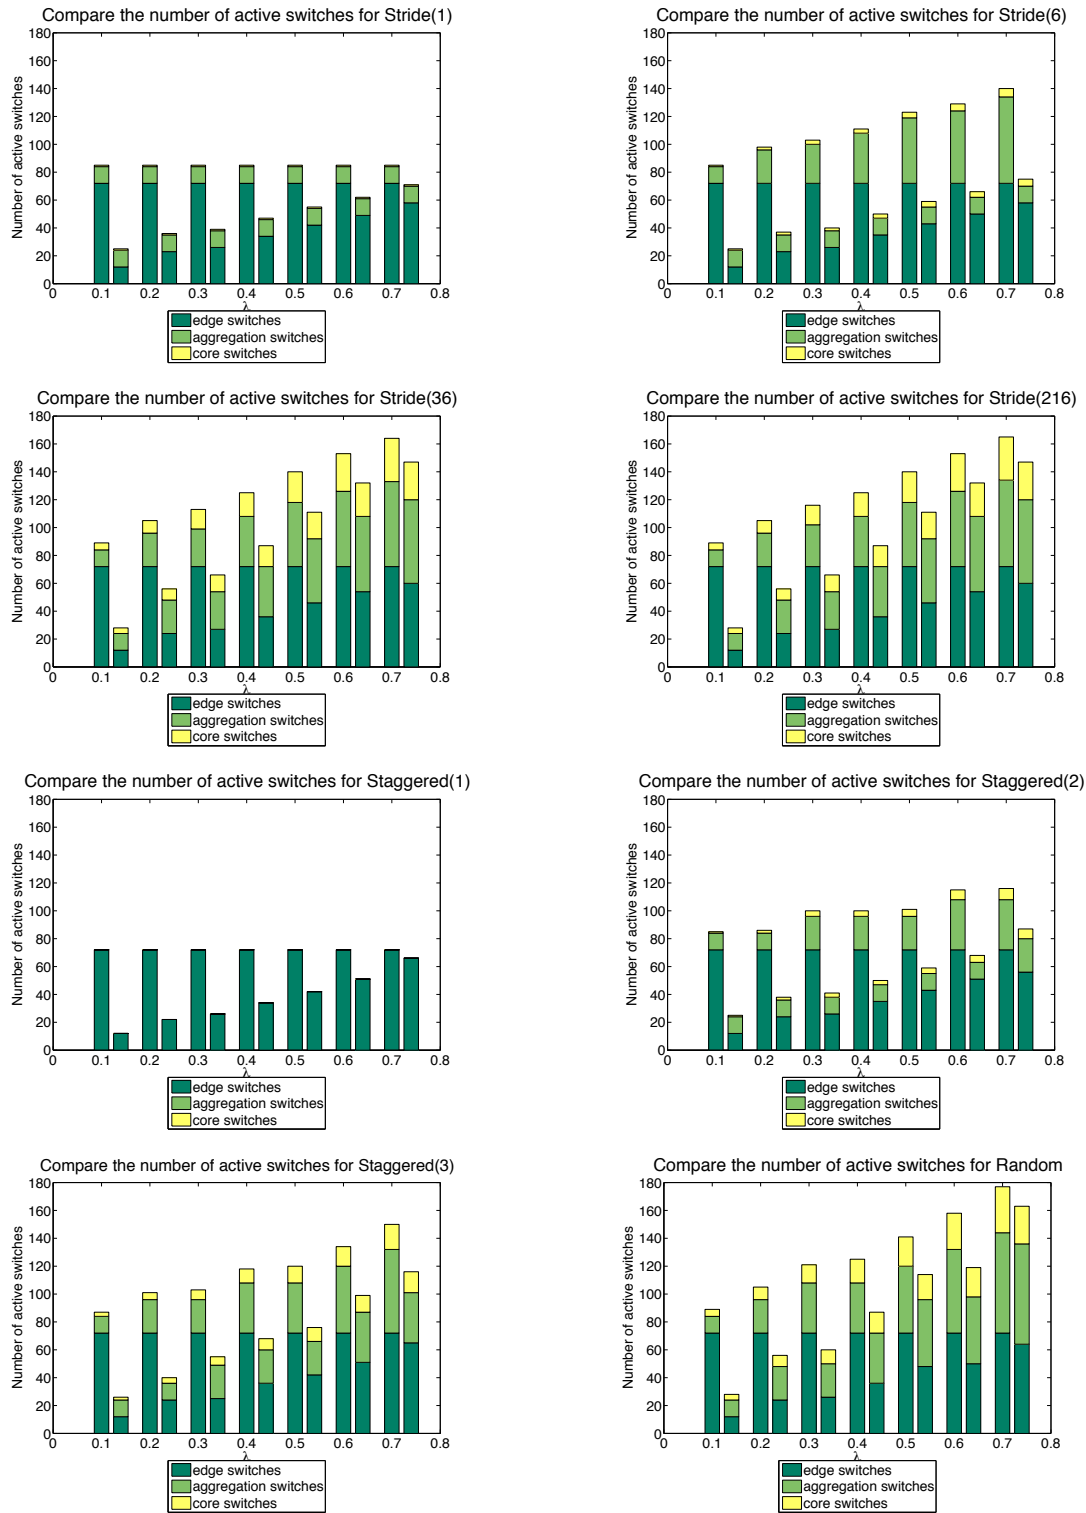 Compare the number of active switches for Stride(1)
Number of active switches
180
160
140
120
100
80
60
40
20
0
0 0.1 0.2 0.3 0.4 0.5 0.6 0.7 0.8
λ
edge switches
aggregation switches
core switches
Compare the number of active switches for Stride(6)
Number of active switches
180
160
140
120
100
80
60
40
20
0
0 0.1 0.2 0.3 0.4 0.5 0.6 0.7 0.8
λ
edge switches
aggregation switches
core switches
Compare the number of active switches for Stride(36)
Number of active switches
180
160
140
120
100
80
60
40
20
0
0 0.1 0.2 0.3 0.4 0.5 0.6 0.7 0.8
λ
edge switches
aggregation switches
core switches
Compare the number of active switches for Stride(216)
Number of active switches
180
160
140
120
100
80
60
40
20
0
0 0.1 0.2 0.3 0.4 0.5 0.6 0.7 0.8
λ
edge switches
aggregation switches
core switches
Compare the number of active switches for Staggered(1)
Number of active switches
180
160
140
120
100
80
60
40
20
0
0 0.1 0.2 0.3 0.4 0.5 0.6 0.7 0.8
λ
edge switches
aggregation switches
core switches
Compare the number of active switches for Staggered(2)
Number of active switches
180
160
140
120
100
80
60
40
20
0
0 0.1 0.2 0.3 0.4 0.5 0.6 0.7 0.8
λ
edge switches
aggregation switches
core switches
Compare the number of active switches for Staggered(3)
Number of active switches
180
160
140
120
100
80
60
40
20
0
0 0.1 0.2 0.3 0.4 0.5 0.6 0.7 0.8
λ
edge switches
aggregation switches
core switches
Compare the number of active switches for Random
Number of active switches
180
160
140
120
100
80
60
40
20
0
0 0.1 0.2 0.3 0.4 0.5 0.6 0.7 0.8
λ
edge switches
aggregation switches
core switches